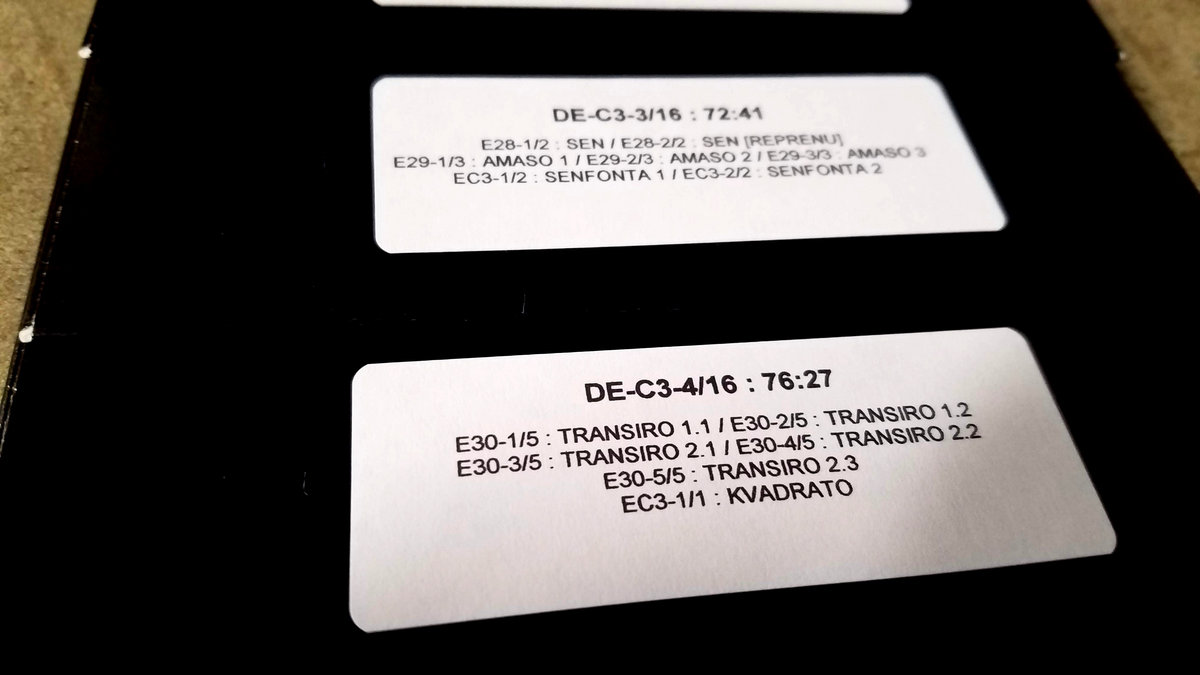 DE-C3-3/16 : 72:41
E28-1/2 : SEN / E28-2/2 : SEN [REPRENU]
E29-1/3 : AMASO 1 / E29-2/3 : AMASO 2 / E29-3/3 : AMASO 3
EC3-1/2 : SENFONTA 1 / EC3-2/2 : SENFONTA 2
DE-C3-4/16 : 76:27
E30-1/5 : TRANSIRO 1.1 / E30-2/5 : TRANSIRO 1.2
E30-3/5 : TRANSIRO 2.1 / E30-4/5 : TRANSIRO 2.2
E30-5/5 : TRANSIRO 2.3
EC3-1/1 : KVADRATO